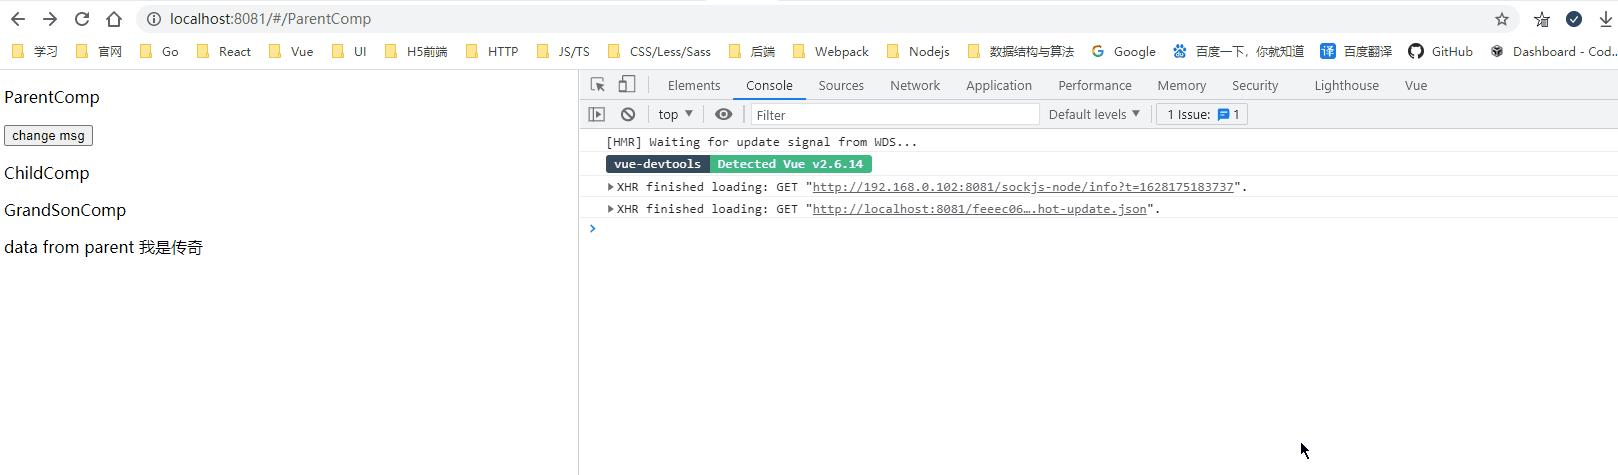 localhost:8081/#/ParentComp
学习 官网 Go React Vue UI H5前端 HTTP JS/TS CSS/Less/Sass 后端 Webpack Nodejs 数据结构与算法 Google 百度一下，你就知道 译 百度翻译 GitHub Dashboard - Cod...
ParentComp
change msg
ChildComp
GrandSonComp
data from parent 我是传奇
Elements Console Sources Network Application Performance Memory Security Lighthouse Vue
top Filter Default levels 1 Issue: 1
[HMR] Waiting for update signal from WDS...
vue-devtools Detected Vue v2.6.14
XHR finished loading: GET "http://192.168.0.102:8081/sockjs-node/info?t=1628175183737".
XHR finished loading: GET "http://localhost:8081/feeec06….hot-update.json".